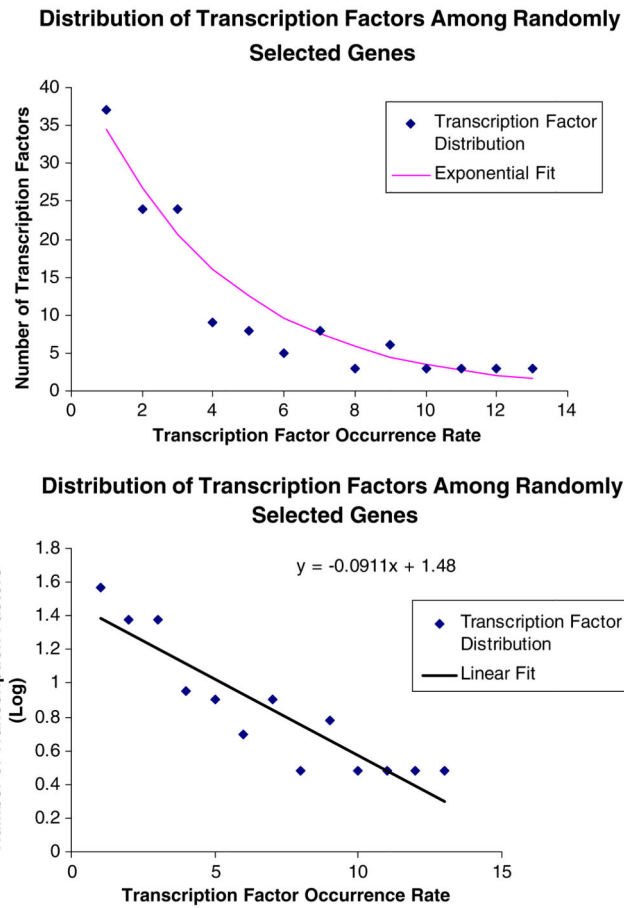 Distribution of Transcription Factors Among Randomly
Selected Genes
40
35
30
25
20
15
10
5
0
Number of Transcription Factors
Transcription Factor
Distribution
Exponential Fit
0 2 4 6 8 10 12 14
Transcription Factor Occurrence Rate
Distribution of Transcription Factors Among Randomly
Selected Genes
1.8
1.6
1.4
1.2
1
0.8
0.6
0.4
0.2
0
(Log)
y = -0.0911x + 1.48
Transcription Factor
Distribution
Linear Fit
0 5 10 15
Transcription Factor Occurrence Rate